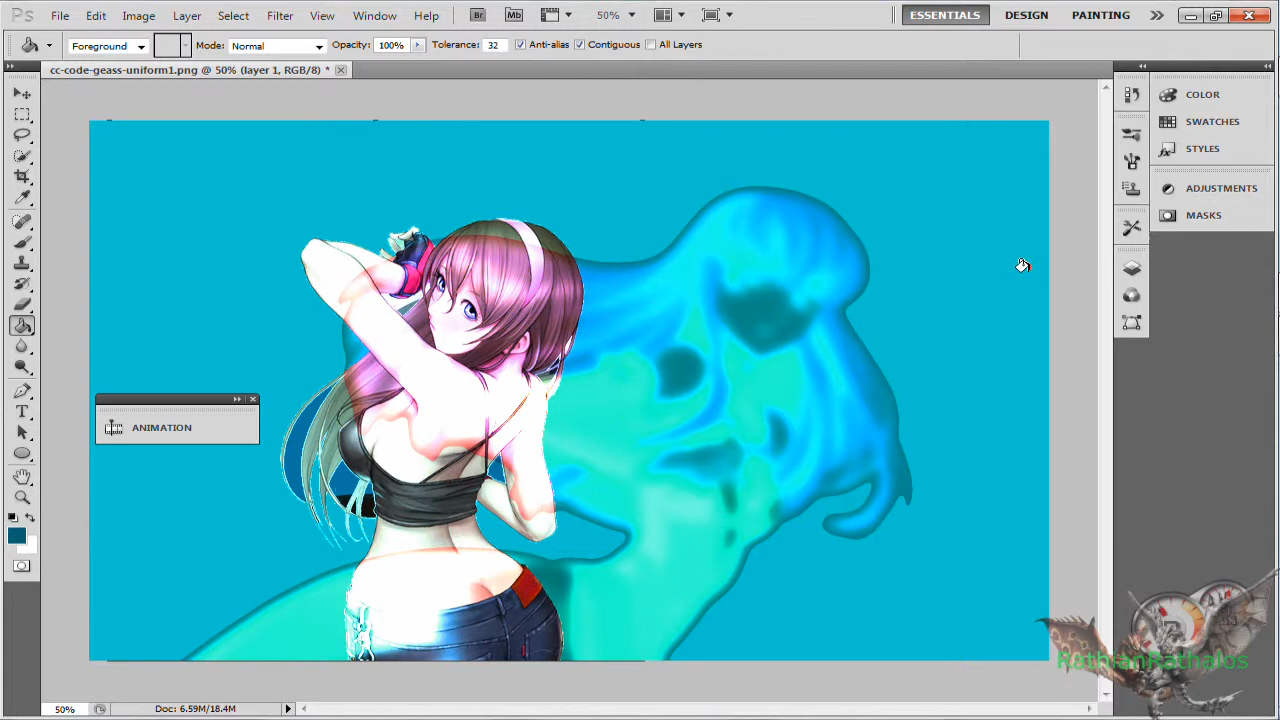 Ps File Edit Image Layer Select Filter View Window Help Br Mb 50% ESSENTIALS DESIGN PAINTING
Foreground Mode: Normal Opacity: 100% Tolerance: 32 Anti-alias Contiguous All Layers
cc-code-geass-uniform1.png @ 50% (layer 1, RGB/8) *
COLOR
SWATCHES
STYLES
ADJUSTMENTS
MASKS
ANIMATION
RathianRathalos
50% Doc: 6.59M/18.4M